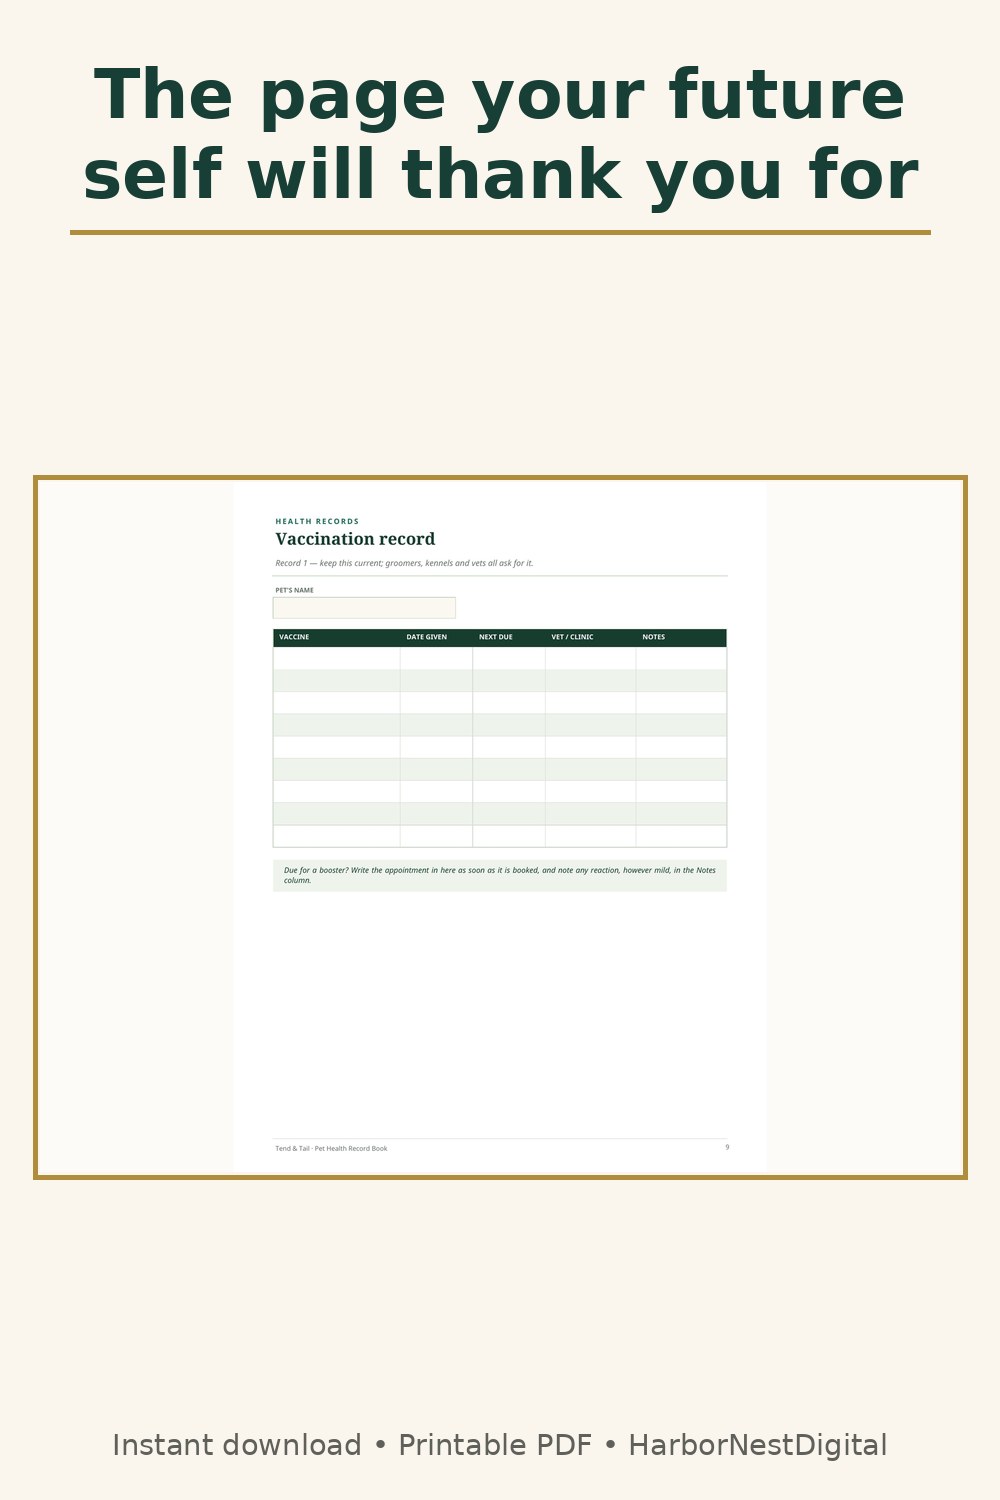 The page your future
self will thank you for
HEALTH RECORDS
Vaccination record
Record 1 — keep this current; groomers, kennels and vets all ask for it.
PET'S NAME
VACCINE DATE GIVEN NEXT DUE VET / CLINIC NOTES
Due for a booster? Write the appointment in here as soon as it is booked, and note any reaction, however mild, in the Notes
column.
Tend & Tail · Pet Health Record Book 9
Instant download • Printable PDF • HarborNestDigital